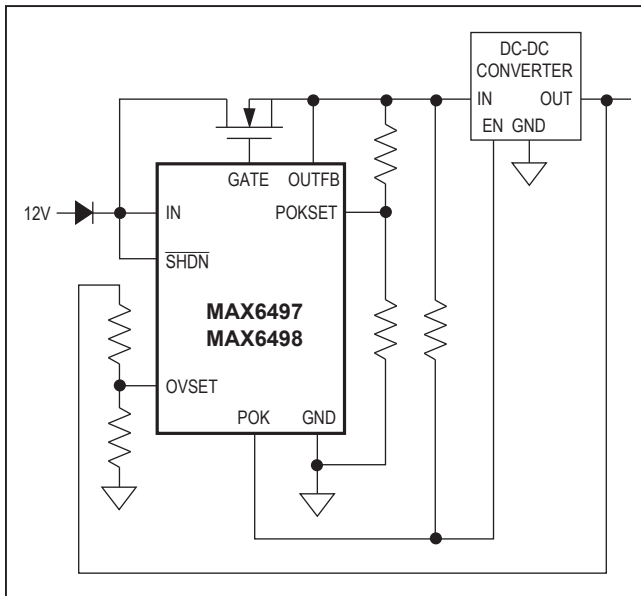 DC-DC
CONVERTER
IN OUT
EN GND
GATE OUTFB
POKSET
12V
IN
SHDN
MAX6497
MAX6498
OVSET
POK GND